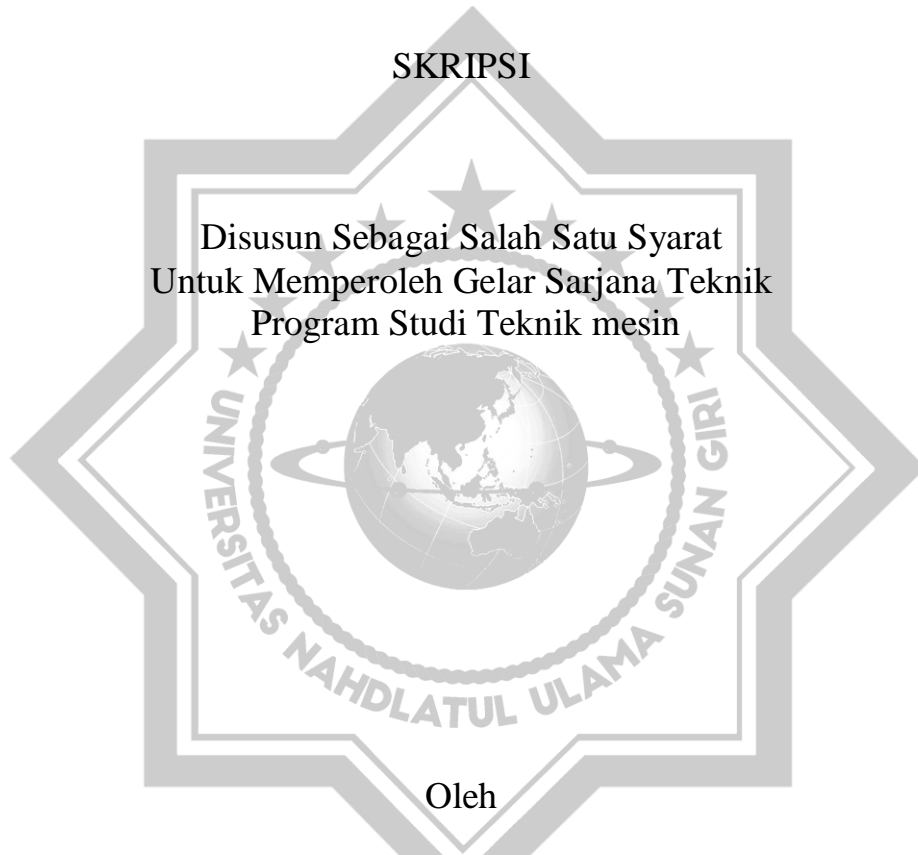 SKRIPSI
Disusun Sebagai Salah Satu Syarat
Untuk Memperoleh Gelar Sarjana Teknik
Program Studi Teknik mesin
UNIVERSITAS NAHDLATUL ULAMA SUNAN GIRI
Oleh